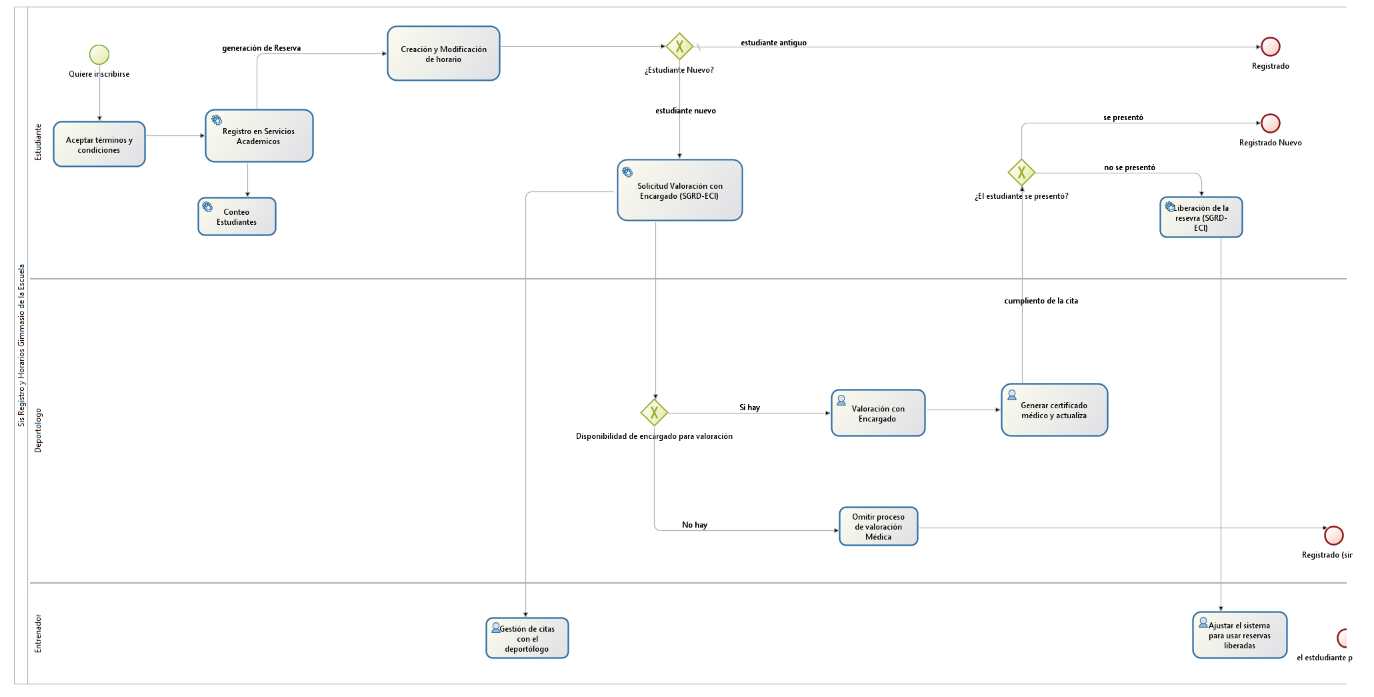 Sis Registro y Horarios Gimmasio de la Escuela
Estudiante
Quiere inscribirse
Aceptar términos y
condiciones
generación de Reserva
Registro en Servicios
Academicos
Conteo
Estudiantes
Creación y Modificación
de horario
¿Estudiante Nuevo?
estudiante antiguo
Registrado
estudiante nuevo
Solicitud Valoración con
Encargado (SGRD-ECI)
se presentó
Registrado Nuevo
¿El estudiante se presentó?
no se presentó
Liberación de la
resevra (SGRD-
ECI)
Deportologo
cumpliento de la cita
Disponibilidad de encargado para valoración
Si hay
Valoración con
Encargado
Generar certificado
médico y actualiza
No hay
Omitir proceso
de valoración
Médica
Registrado (sir
Entrenador
Gestión de citas
con el
deportólogo
Ajustar el sistema
para usar reservas
liberadas
el estdudiante p